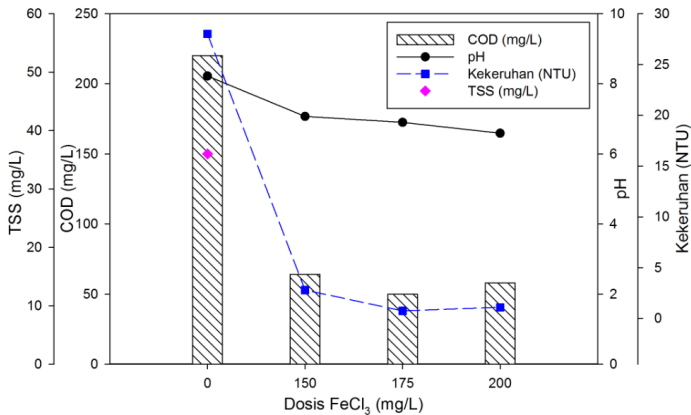 COD (mg/L)
pH
Kekeruhan (NTU)
TSS (mg/L)
TSS (mg/L)
60
50
40
30
20
10
0
COD (mg/L)
250
200
150
100
50
0
pH
10
8
6
4
2
0
Kekeruhan (NTU)
30
25
20
15
10
5
0
0 150 175 200
Dosis FeCl₃ (mg/L)